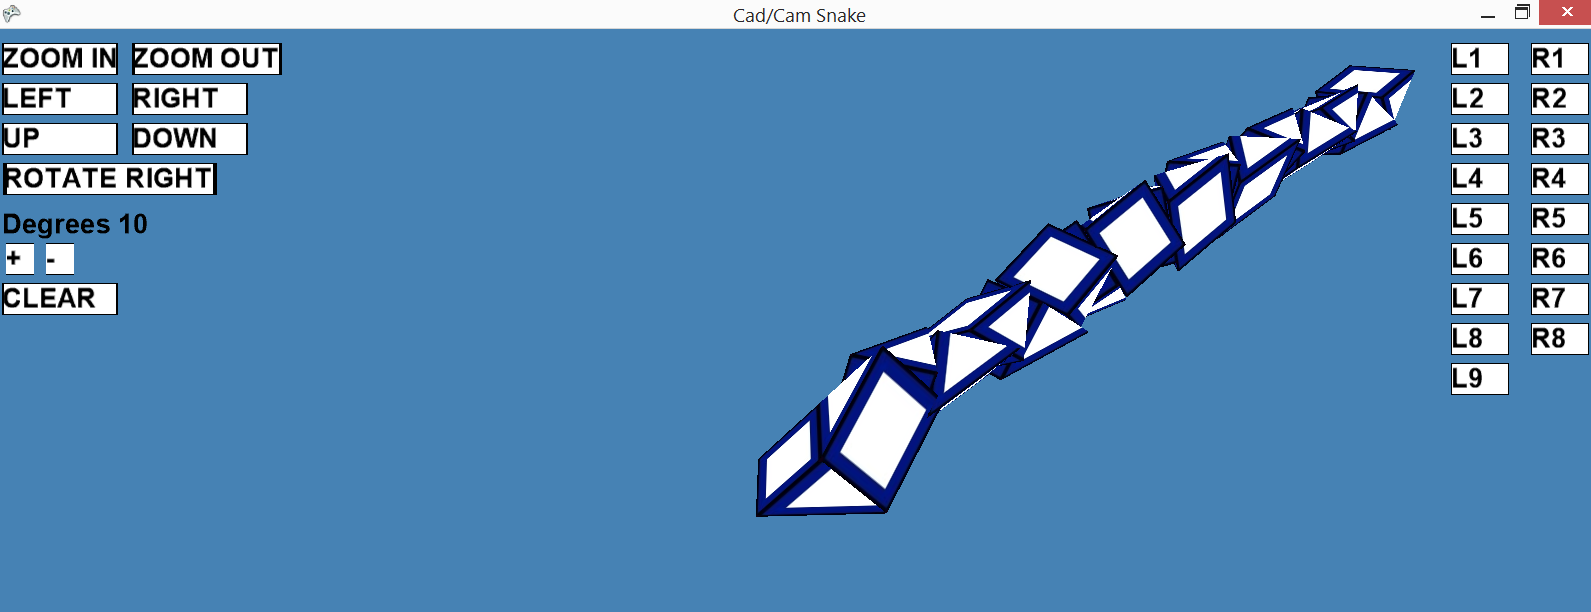 Cad/Cam Snake
ZOOM IN ZOOM OUT
LEFT RIGHT
UP DOWN
ROTATE RIGHT
Degrees 10
+ -
CLEAR
L1 R1
L2 R2
L3 R3
L4 R4
L5 R5
L6 R6
L7 R7
L8 R8
L9